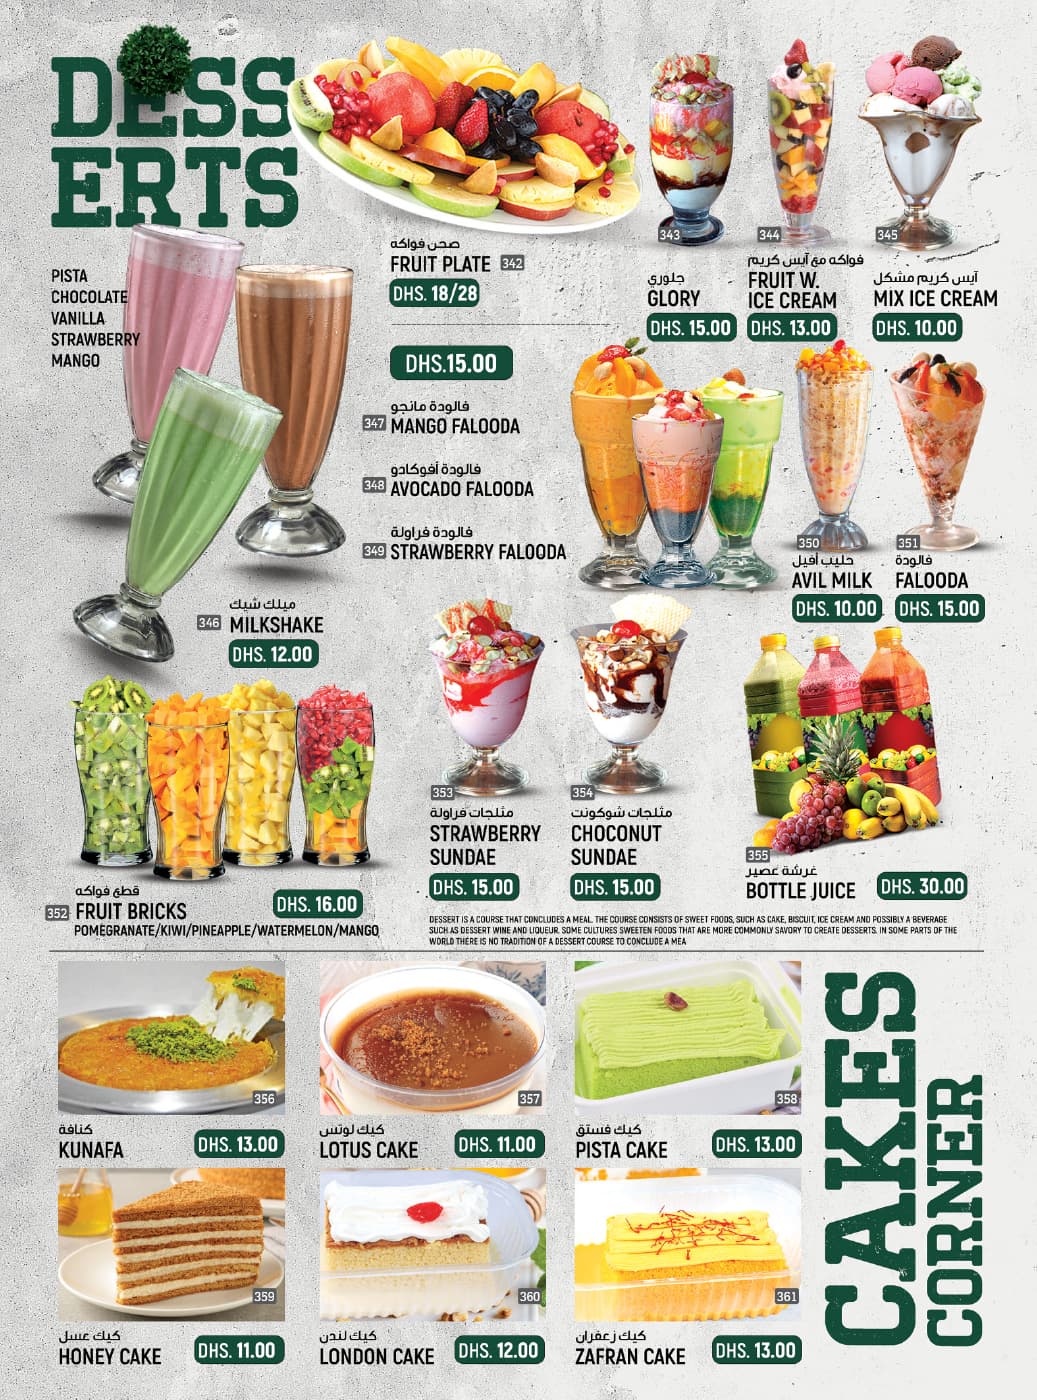 DESS
ERTS
PISTA
CHOCOLATE
VANILLA
STRAWBERRY
MANGO
صحن فواكه
FRUIT PLATE 342
DHS. 18/28
343
جلوري
GLORY
DHS. 15.00
344
فواكه مع آيس كريم
FRUIT W.
ICE CREAM
DHS. 13.00
345
آيس كريم مشكل
MIX ICE CREAM
DHS. 10.00
DHS.15.00
فالودة مانجو
347 MANGO FALOODA
فالودة أفوكادو
348 AVOCADO FALOODA
فالودة فراولة
349 STRAWBERRY FALOODA
350
حليب أفيل
AVIL MILK
DHS. 10.00
351
فالودة
FALOODA
DHS. 15.00
ميلك شيك
346 MILKSHAKE
DHS. 12.00
353
مثلجات فراولة
STRAWBERRY
SUNDAE
DHS. 15.00
354
مثلجات شوكونت
CHOCONUT
SUNDAE
DHS. 15.00
355
غرشة عصير
BOTTLE JUICE
DHS. 30.00
قطع فواكه
352 FRUIT BRICKS
DHS. 16.00
POMEGRANATE/KIWI/PINEAPPLE/WATERMELON/MANGO
DESSERT IS A COURSE THAT CONCLUDES A MEAL. THE COURSE CONSISTS OF SWEET FOODS, SUCH AS CAKE, BISCUIT, ICE CREAM AND POSSIBLY A BEVERAGE
SUCH AS DESSERT WINE AND LIQUEUR. SOME CULTURES SWEETEN FOODS THAT ARE MORE COMMONLY SAVORY TO CREATE DESSERTS. IN SOME PARTS OF THE
WORLD THERE IS NO TRADITION OF A DESSERT COURSE TO CONCLUDE A MEA
CAKES
CORNER
356
كنافة
KUNAFA
DHS. 13.00
357
كيك لوتس
LOTUS CAKE
DHS. 11.00
358
كيك فستق
PISTA CAKE
DHS. 13.00
359
كيك عسل
HONEY CAKE
DHS. 11.00
360
كيك لندن
LONDON CAKE
DHS. 12.00
361
كيك زعفران
ZAFRAN CAKE
DHS. 13.00